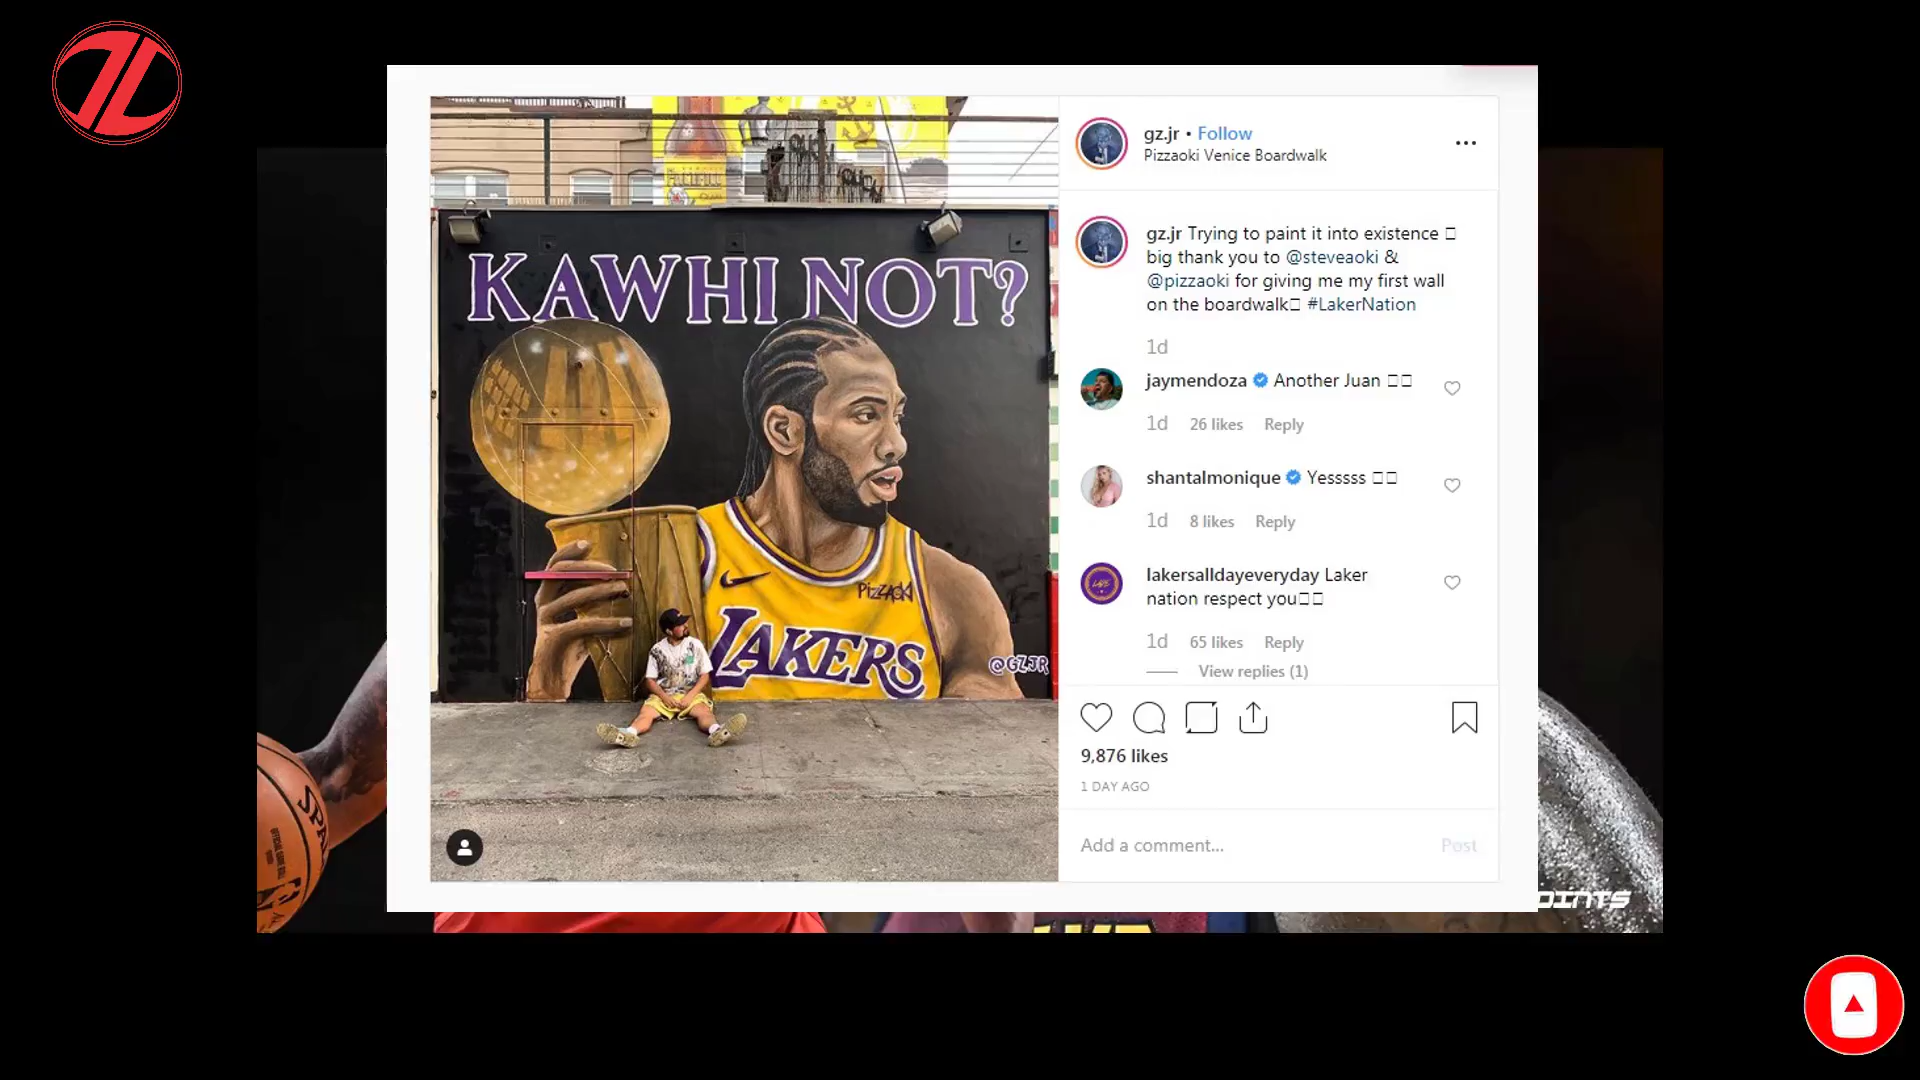 KAWHI NOT?
PizzAOKI
LAKERS
@GZJR
gz.jr • Follow
Pizzaoki Venice Boardwalk
gz.jr Trying to paint it into existence
big thank you to @steveaoki &
@pizzaoki for giving me my first wall
on the boardwalk #LakerNation
1d
jaymendoza Another Juan
1d 26 likes Reply
shantalmonique Yesssss
1d 8 likes Reply
lakersalldayeveryday Laker
nation respect you
1d 65 likes Reply
View replies (1)
9,876 likes
1 DAY AGO
Add a comment... Post